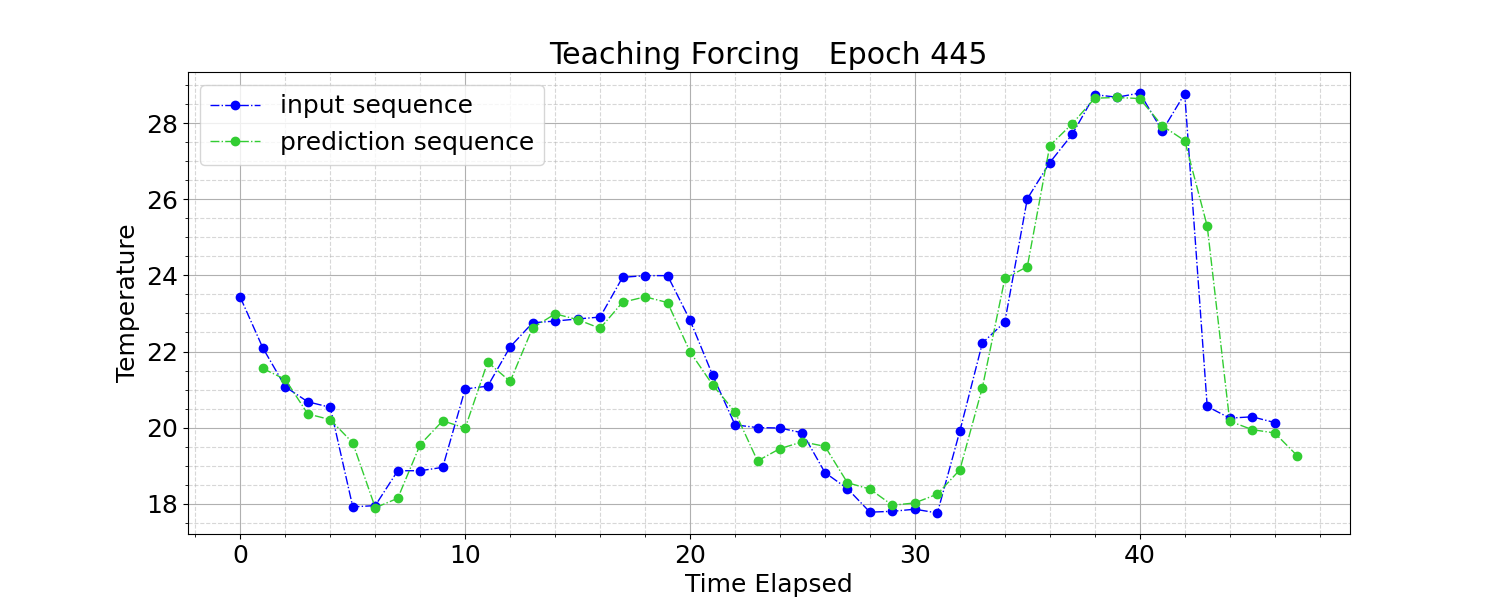 Teaching Forcing   Epoch 445
input sequence
prediction sequence
28
26
24
22
20
18
Temperature
0 10 20 30 40
Time Elapsed